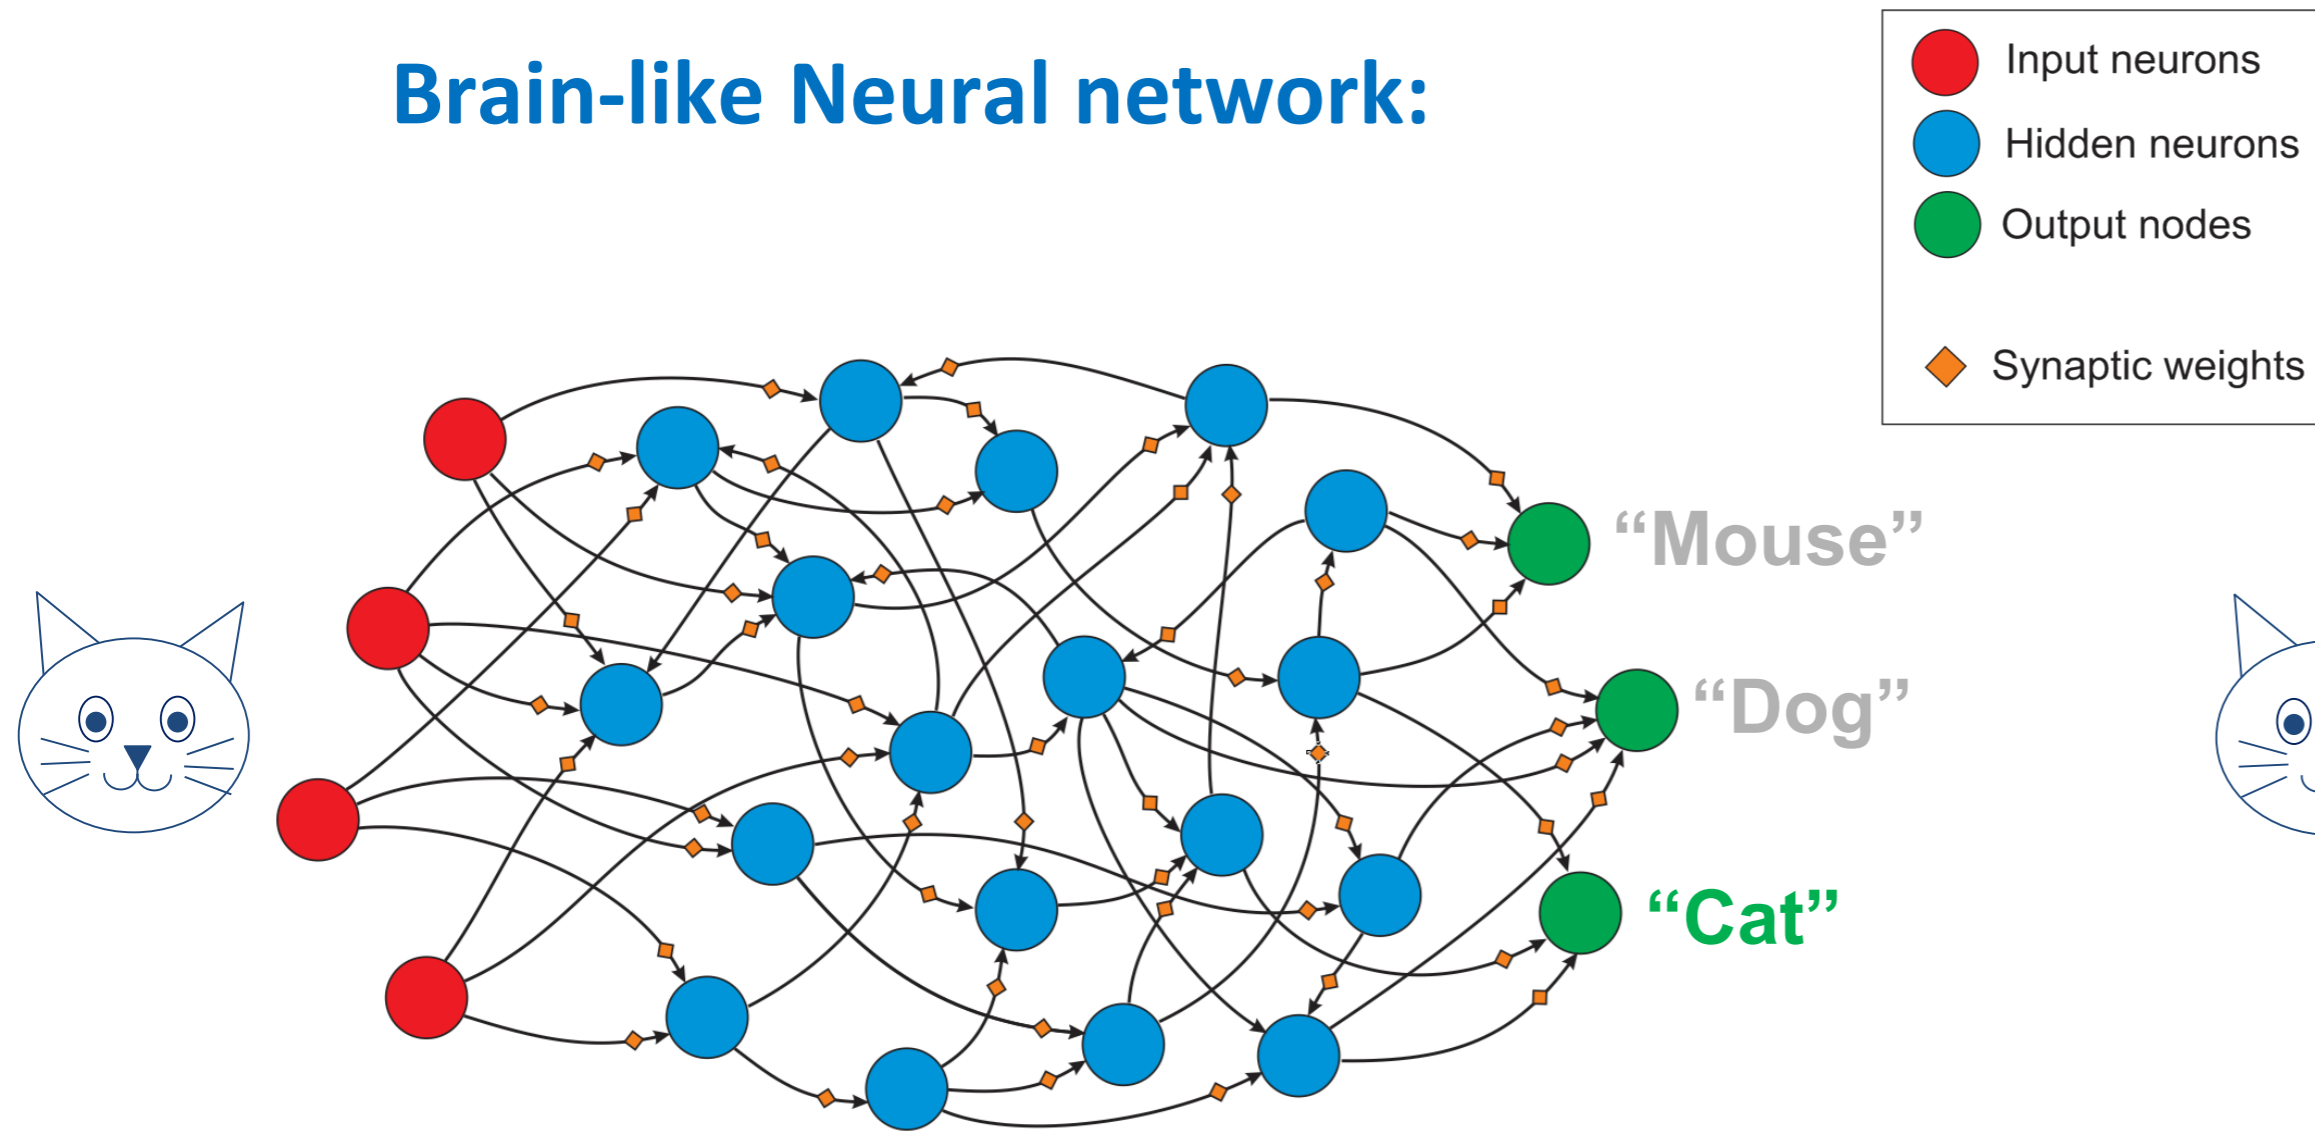 Brain-like Neural network:
Input neurons
Hidden neurons
Output nodes
Synaptic weights
“Mouse”
“Dog”
“Cat”